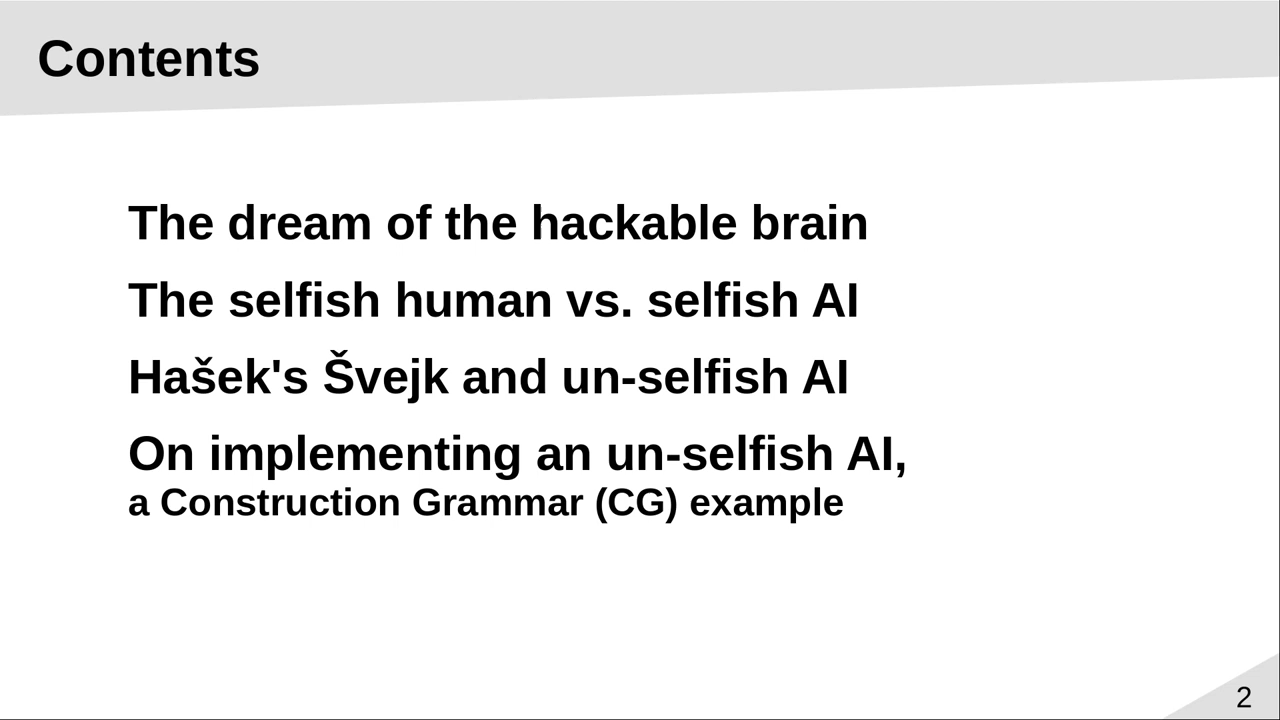 Contents
The dream of the hackable brain
The selfish human vs. selfish AI
Hašek's Švejk and un-selfish AI
On implementing an un-selfish AI,
a Construction Grammar (CG) example
2